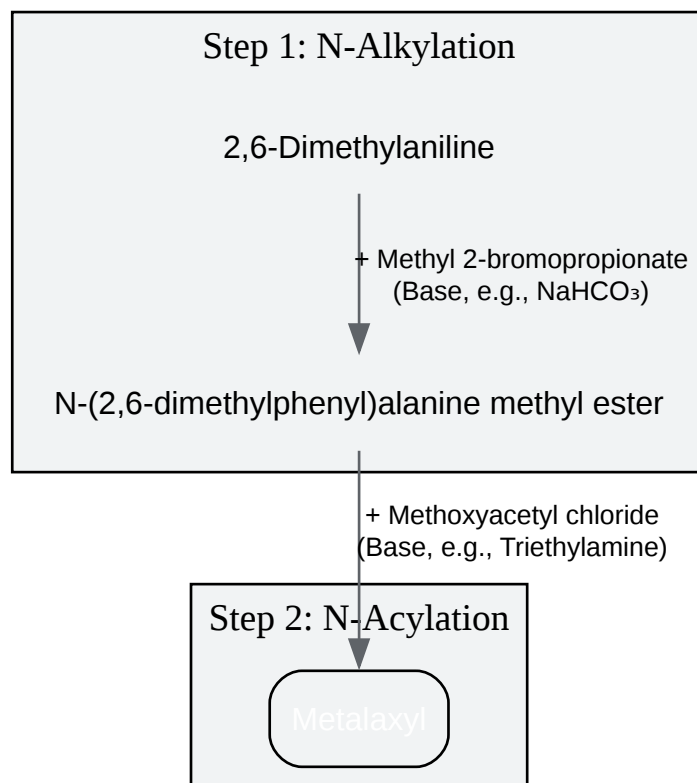 Step 1: N-Alkylation
2,6-Dimethylaniline
+ Methyl 2-bromopropionate
(Base, e.g., NaHCO₃)
N-(2,6-dimethylphenyl)alanine methyl ester
+ Methoxyacetyl chloride
(Base, e.g., Triethylamine)
Step 2: N-Acylation
Metalaxyl